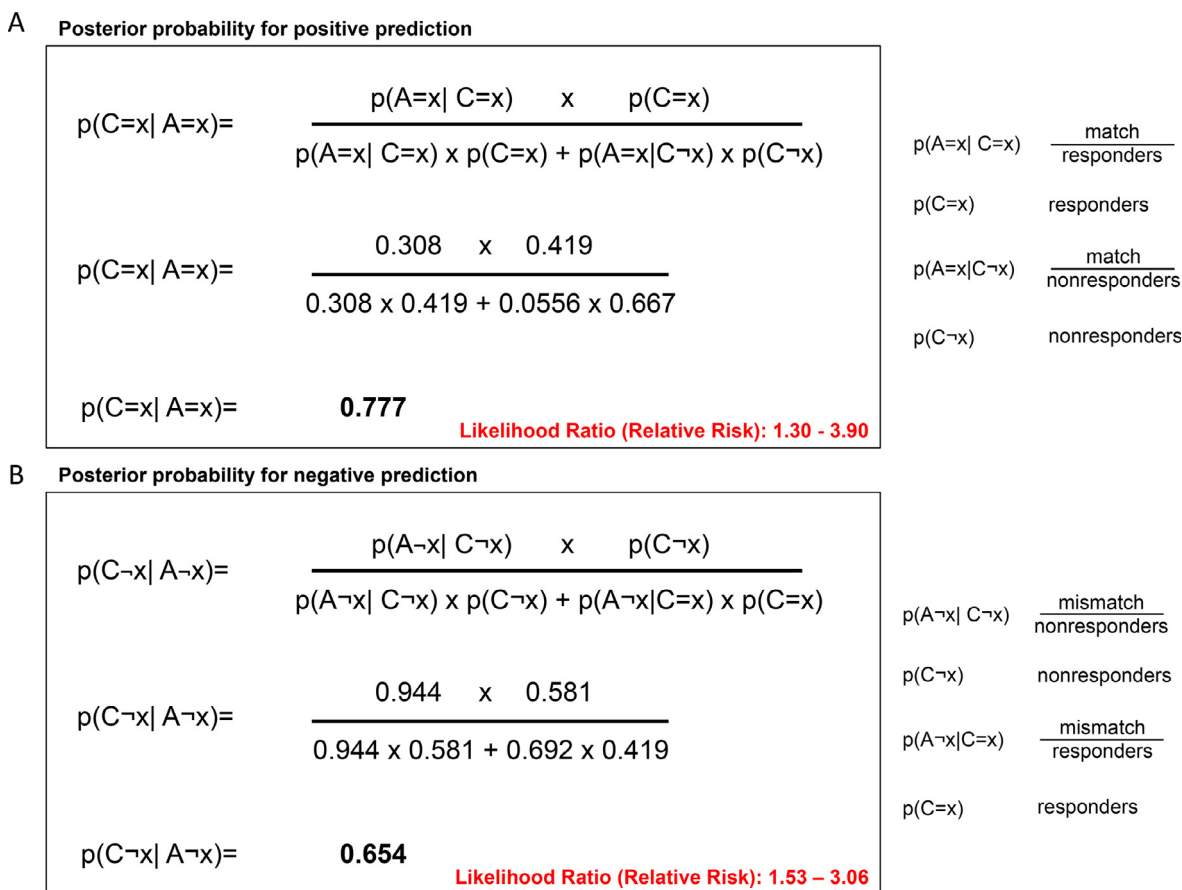 A
Posterior probability for positive prediction
p(C=x| A=x)=
p(A=x| C=x) x p(C=x)
p(A=x| C=x) x p(C=x) + p(A=x|C¬x) x p(C¬x)
p(C=x| A=x)=
0.308 x 0.419
0.308 x 0.419 + 0.0556 x 0.667
p(C=x| A=x)= 0.777
Likelihood Ratio (Relative Risk): 1.30 - 3.90
p(A=x| C=x) match
responders
p(C=x) responders
p(A=x|C¬x) match
nonresponders
p(C¬x) nonresponders
B
Posterior probability for negative prediction
p(C¬x| A¬x)=
p(A¬x| C¬x) x p(C¬x)
p(A¬x| C¬x) x p(C¬x) + p(A¬x|C=x) x p(C=x)
p(C¬x| A¬x)=
0.944 x 0.581
0.944 x 0.581 + 0.692 x 0.419
p(C¬x| A¬x)= 0.654
Likelihood Ratio (Relative Risk): 1.53 – 3.06
p(A¬x| C¬x) mismatch
nonresponders
p(C¬x) nonresponders
p(A¬x|C=x) mismatch
responders
p(C=x) responders